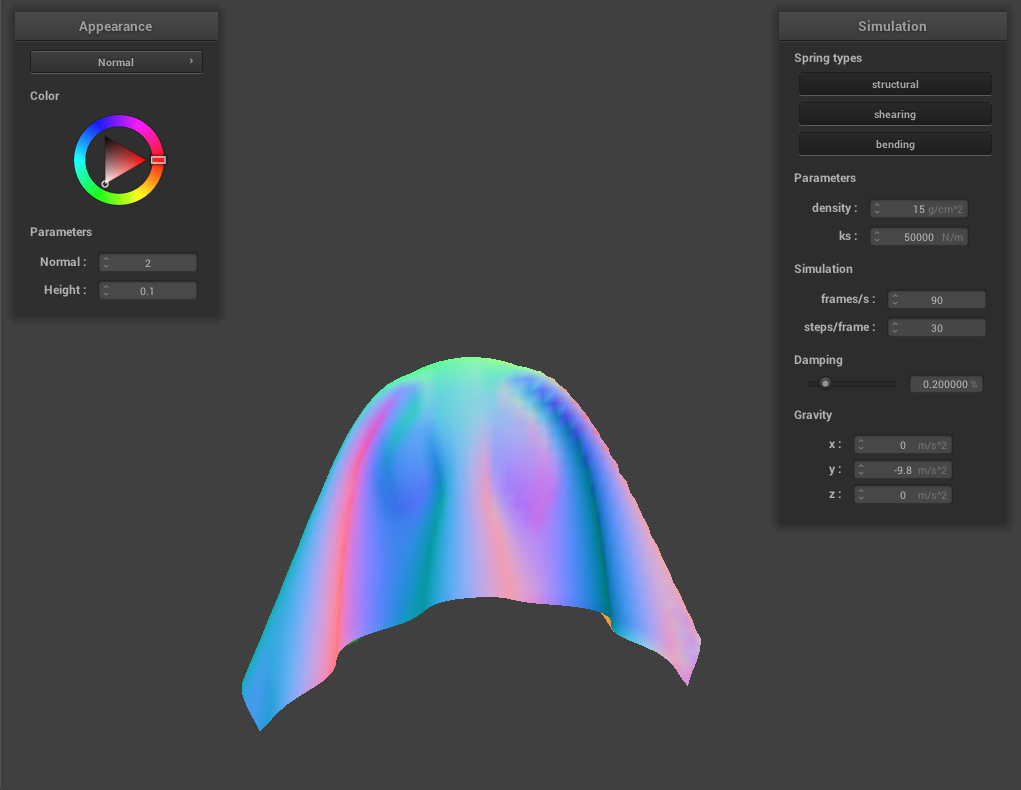 Appearance
Normal
Color
Parameters
Normal : 2
Height : 0.1
Simulation
Spring types
structural
shearing
bending
Parameters
density : 15 g/cm^2
ks : 50000 N/m
Simulation
frames/s : 90
steps/frame : 30
Damping
0.200000 %
Gravity
x : 0 m/s^2
y : -9.8 m/s^2
z : 0 m/s^2